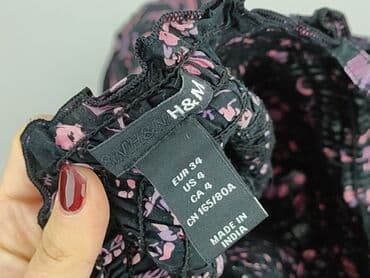 H&M
EUR 34
US 4
CA 4
CN 165/80A
MADE IN
INDIA